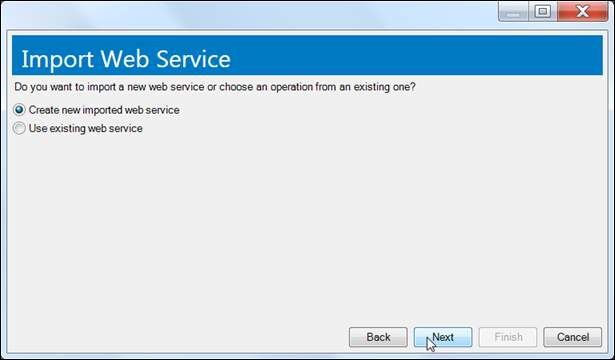 Import Web Service
Do you want to import a new web service or choose an operation from an existing one?
Create new imported web service
Use existing web service
Back Next Finish Cancel